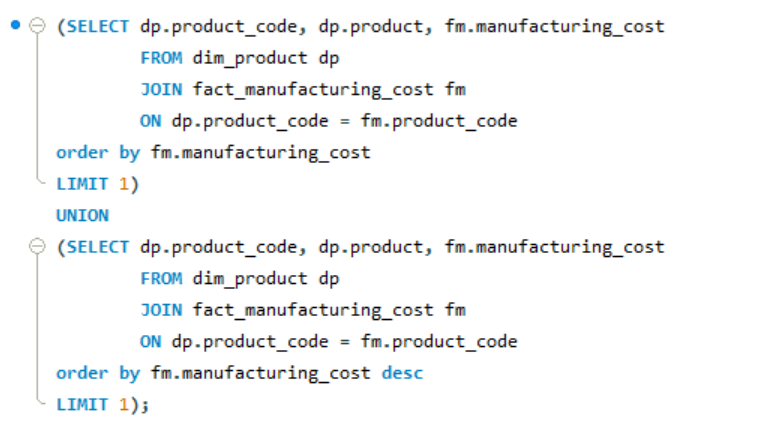 (SELECT dp.product_code, dp.product, fm.manufacturing_cost
FROM dim_product dp
JOIN fact_manufacturing_cost fm
ON dp.product_code = fm.product_code
order by fm.manufacturing_cost
LIMIT 1)
UNION
(SELECT dp.product_code, dp.product, fm.manufacturing_cost
FROM dim_product dp
JOIN fact_manufacturing_cost fm
ON dp.product_code = fm.product_code
order by fm.manufacturing_cost desc
LIMIT 1);